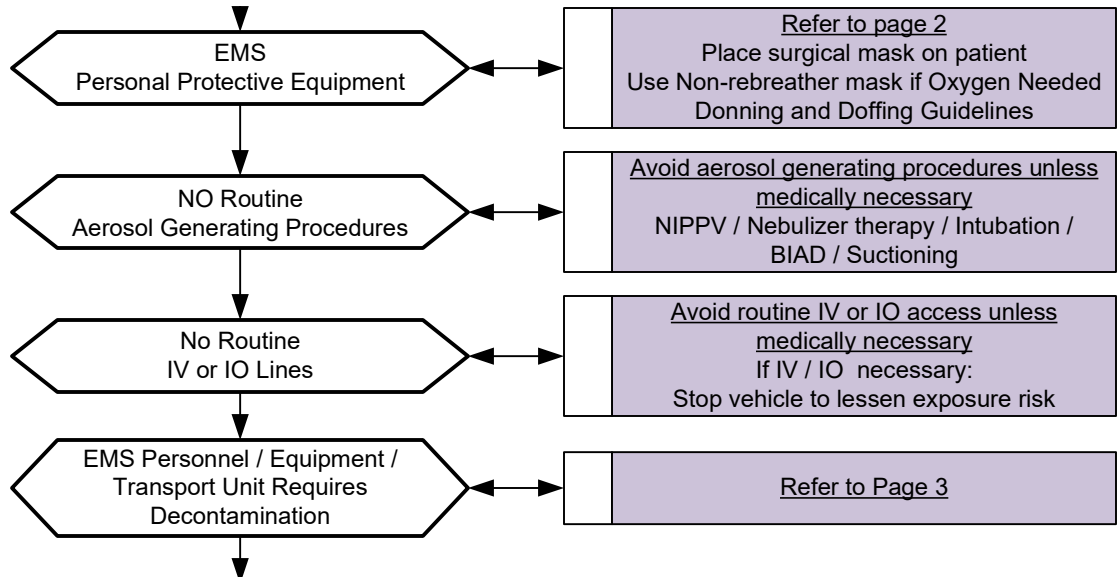 EMS
Personal Protective Equipment
Refer to page 2
Place surgical mask on patient
Use Non-rebreather mask if Oxygen Needed
Donning and Doffing Guidelines
NO Routine
Aerosol Generating Procedures
Avoid aerosol generating procedures unless
medically necessary
NIPPV / Nebulizer therapy / Intubation /
BIAD / Suctioning
No Routine
IV or IO Lines
Avoid routine IV or IO access unless
medically necessary
If IV / IO  necessary:
Stop vehicle to lessen exposure risk
EMS Personnel / Equipment /
Transport Unit Requires
Decontamination
Refer to Page 3